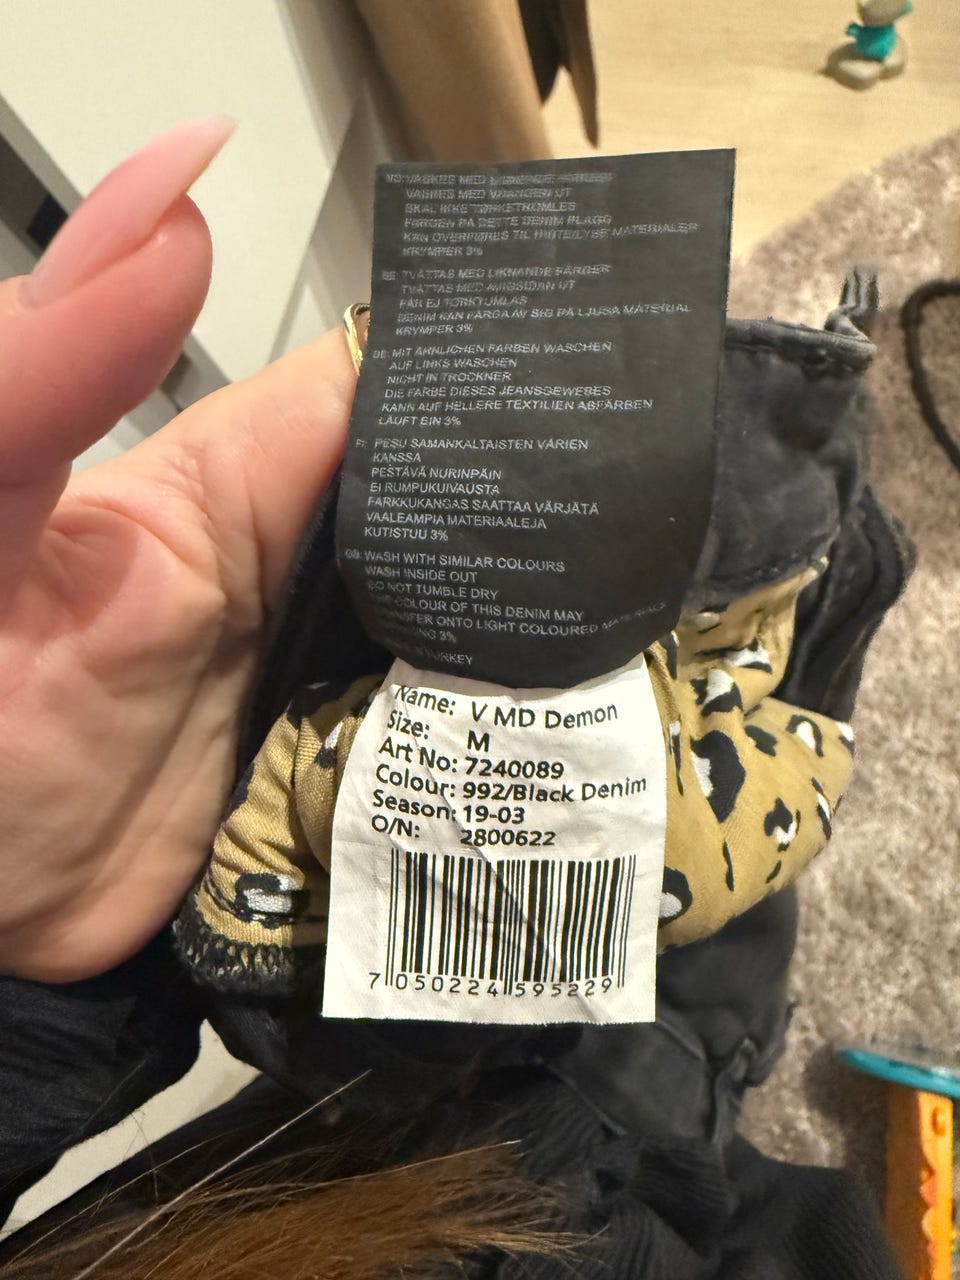 VASKES MED VRANGEN UT
SKAL IKKE TØRKETROMLES
FARGEN PÅ DETTE DENIM PLAGG
KAN OVERFØRES TIL HVITE/LYSE MATERIALER
KRYMPER 3%
SE: TVÄTTAS MED LIKNANDE FÄRGER
TVÄTTAS MED AVIGSIDAN UT
FÅR EJ TORKTUMLAS
DENIM KAN FÄRGA AV SIG PÅ LJUSA MATERIAL
KRYMPER 3%
DE: MIT ÄHNLICHEN FARBEN WASCHEN
AUF LINKS WASCHEN
NICHT IN TROCKNER
DIE FARBE DIESES JEANSGEWEBES
KANN AUF HELLERE TEXTILIEN ABFÄRBEN
LÄUFT EIN 3%
FI: PESU SAMANKALTAISTEN VÄRIEN
KANSSA
PESTÄVÄ NURINPÄIN
EI RUMPUKUIVAUSTA
FARKKUKANGAS SAATTAA VÄRJÄTÄ
VAALEAMPIA MATERIAALEJA
KUTISTUU 3%
GB: WASH WITH SIMILAR COLOURS
WASH INSIDE OUT
DO NOT TUMBLE DRY
COLOUR OF THIS DENIM MAY
ONTO LIGHT COLOURED MATERIALS
3%
Name: V MD Demon
Size: M
Art No: 7240089
Colour: 992/Black Denim
Season: 19-03
O/N: 2800622
7 050224 595229